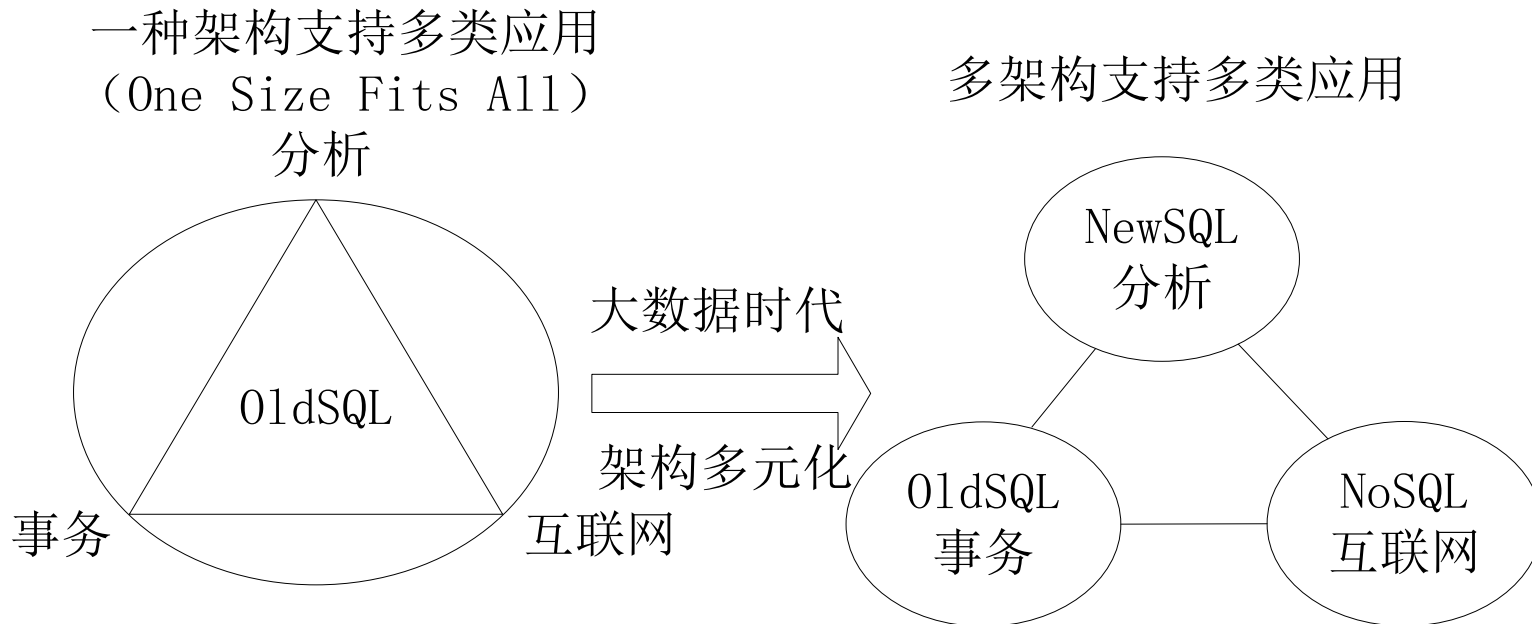 一种架构支持多类应用
（One Size Fits All）
分析
OldSQL
事务
互联网
大数据时代
架构多元化
多架构支持多类应用
NewSQL
分析
OldSQL
事务
NoSQL
互联网